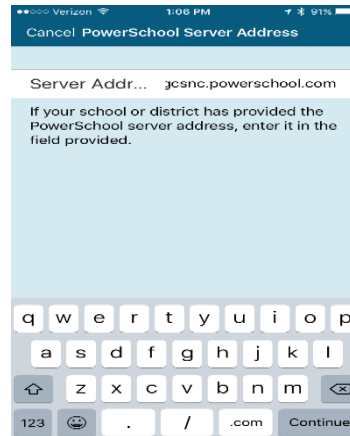 Verizon 1:06 PM 91%
Cancel PowerSchool Server Address
Server Addr... gcsnc.powerschool.com
If your school or district has provided the
PowerSchool server address, enter it in the
field provided.
q w e r t y u i o p
a s d f g h j k l
z x c v b n m
123 . / .com Continue